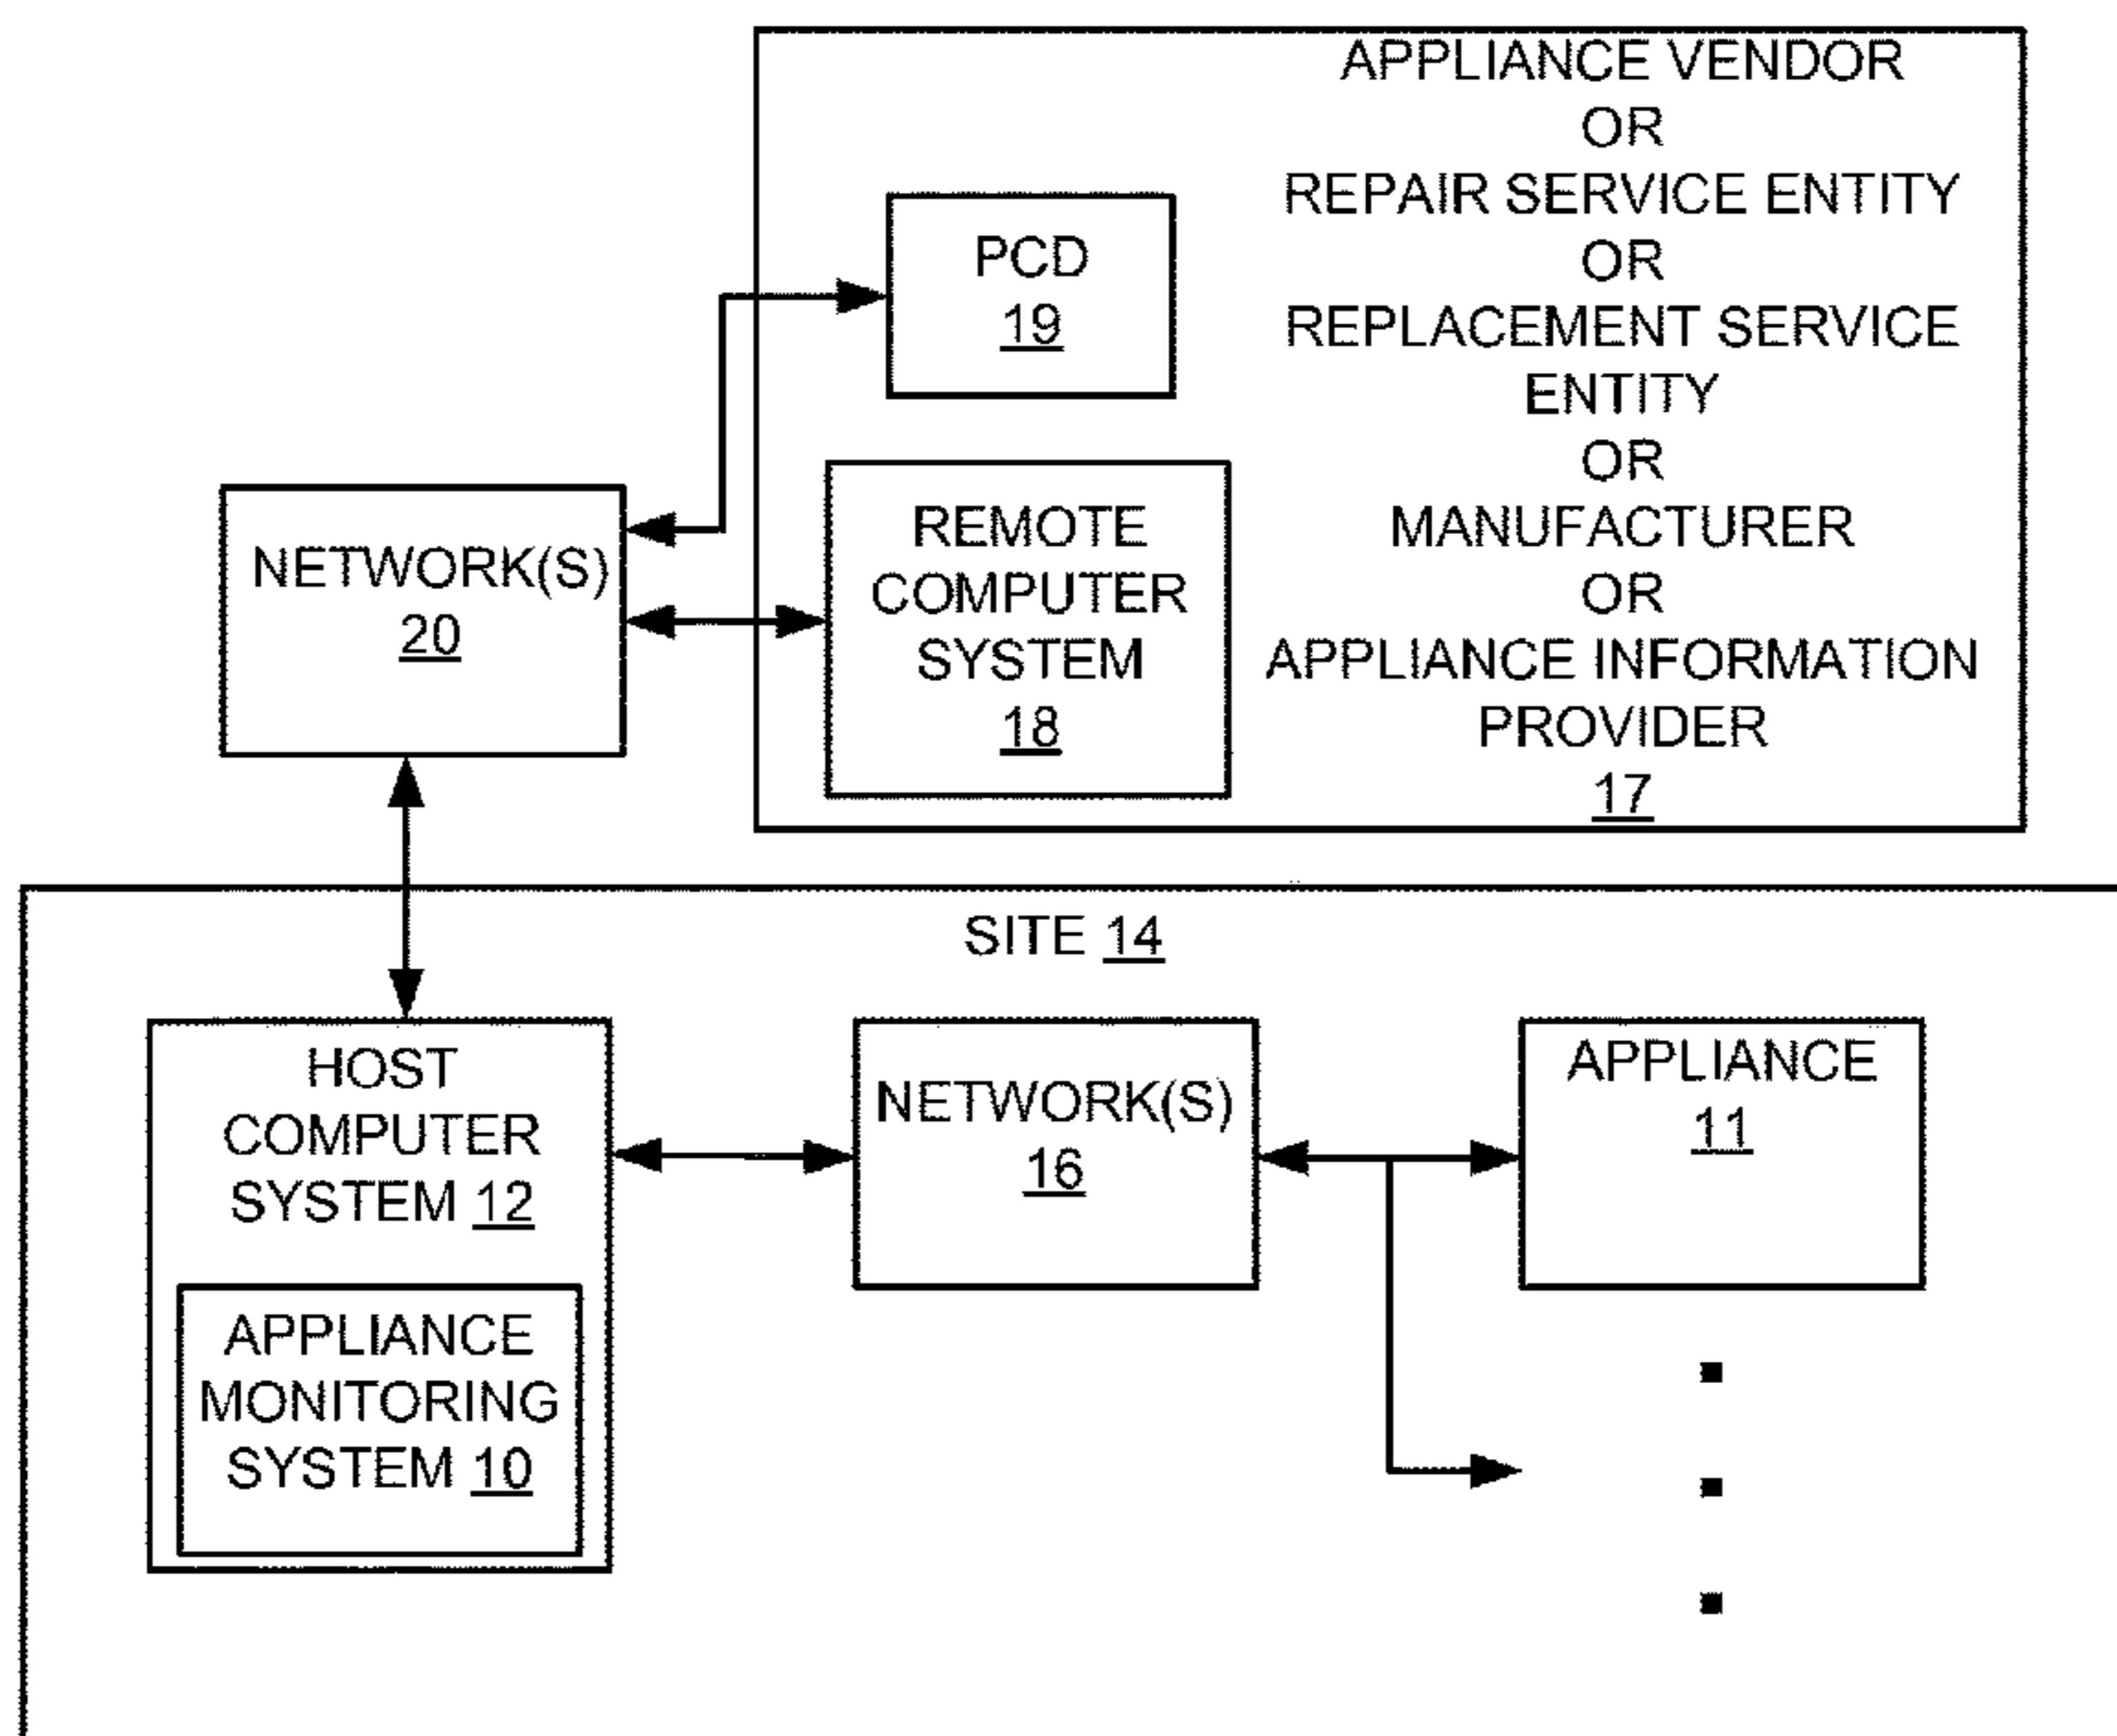 APPLIANCE VENDOR
OR
REPAIR SERVICE ENTITY
OR
REPLACEMENT SERVICE
ENTITY
OR
MANUFACTURER
OR
APPLIANCE INFORMATION
PROVIDER
17
PCD
19
REMOTE
COMPUTER
SYSTEM
18
NETWORK(S)
20
SITE 14
HOST
COMPUTER
SYSTEM 12
APPLIANCE
MONITORING
SYSTEM 10
NETWORK(S)
16
APPLIANCE
11